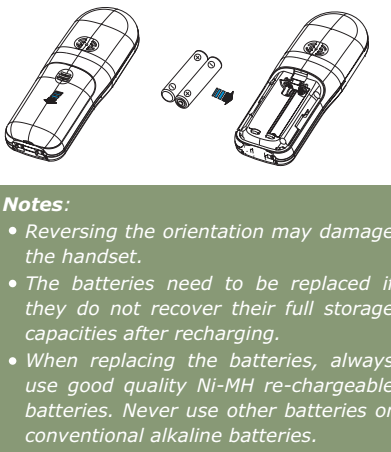 Notes:
• Reversing the orientation may damage
the handset.
• The batteries need to be replaced if
they do not recover their full storage
capacities after recharging.
• When replacing the batteries, always
use good quality Ni-MH re-chargeable
batteries. Never use other batteries or
conventional alkaline batteries.